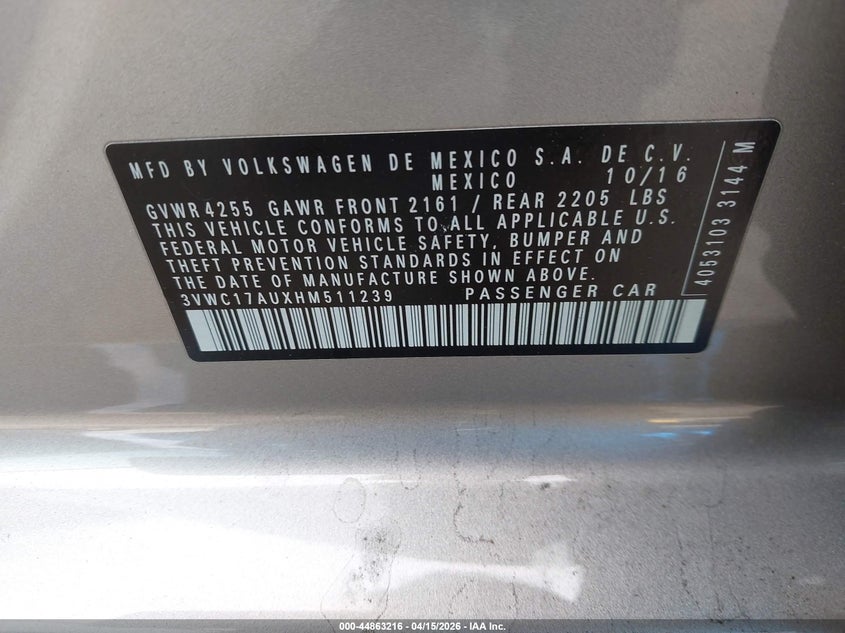 MFD BY VOLKSWAGEN DE MEXICO S.A. DE C.V.
MEXICO 10/16
GVWR 4255 GAWR FRONT 2161 / REAR 2205 LBS
THIS VEHICLE CONFORMS TO ALL APPLICABLE U.S.
FEDERAL MOTOR VEHICLE SAFETY, BUMPER AND
THEFT PREVENTION STANDARDS IN EFFECT ON
THE DATE OF MANUFACTURE SHOWN ABOVE.
3VWC17AUXHM511239 PASSENGER CAR
4053103 3144 M
000-44863216 - 04/15/2026 - IAA Inc.